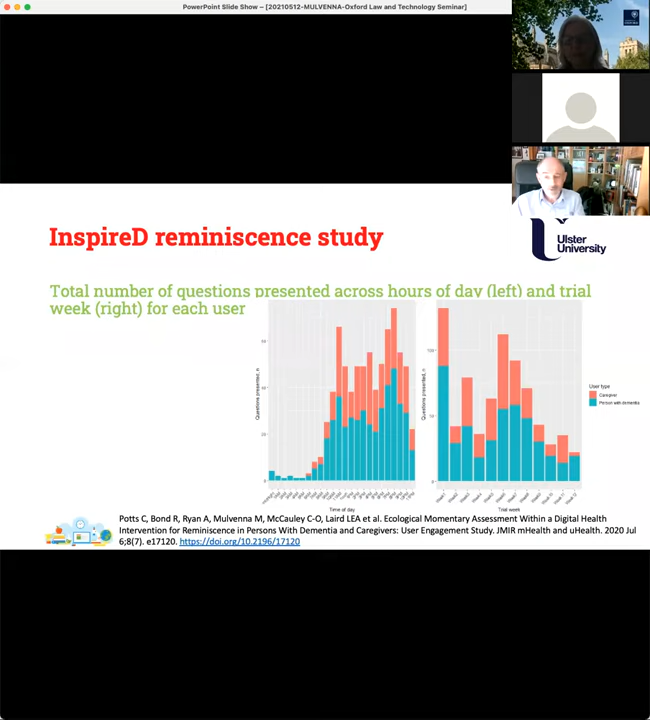 PowerPoint Slide Show – [20210512-MULVENNA-Oxford Law and Technology Seminar]
InspireD reminiscence study
Ulster
University
Total number of questions presented across hours of day (left) and trial
week (right) for each user
Questions presented, n
Time of day
Questions presented, n
Trial week
User type
Caregiver
Person with dementia
Potts C, Bond R, Ryan A, Mulvenna M, McCauley C-O, Laird LEA et al. Ecological Momentary Assessment Within a Digital Health
Intervention for Reminiscence in Persons With Dementia and Caregivers: User Engagement Study. JMIR mHealth and uHealth. 2020 Jul
6;8(7). e17120. https://doi.org/10.2196/17120